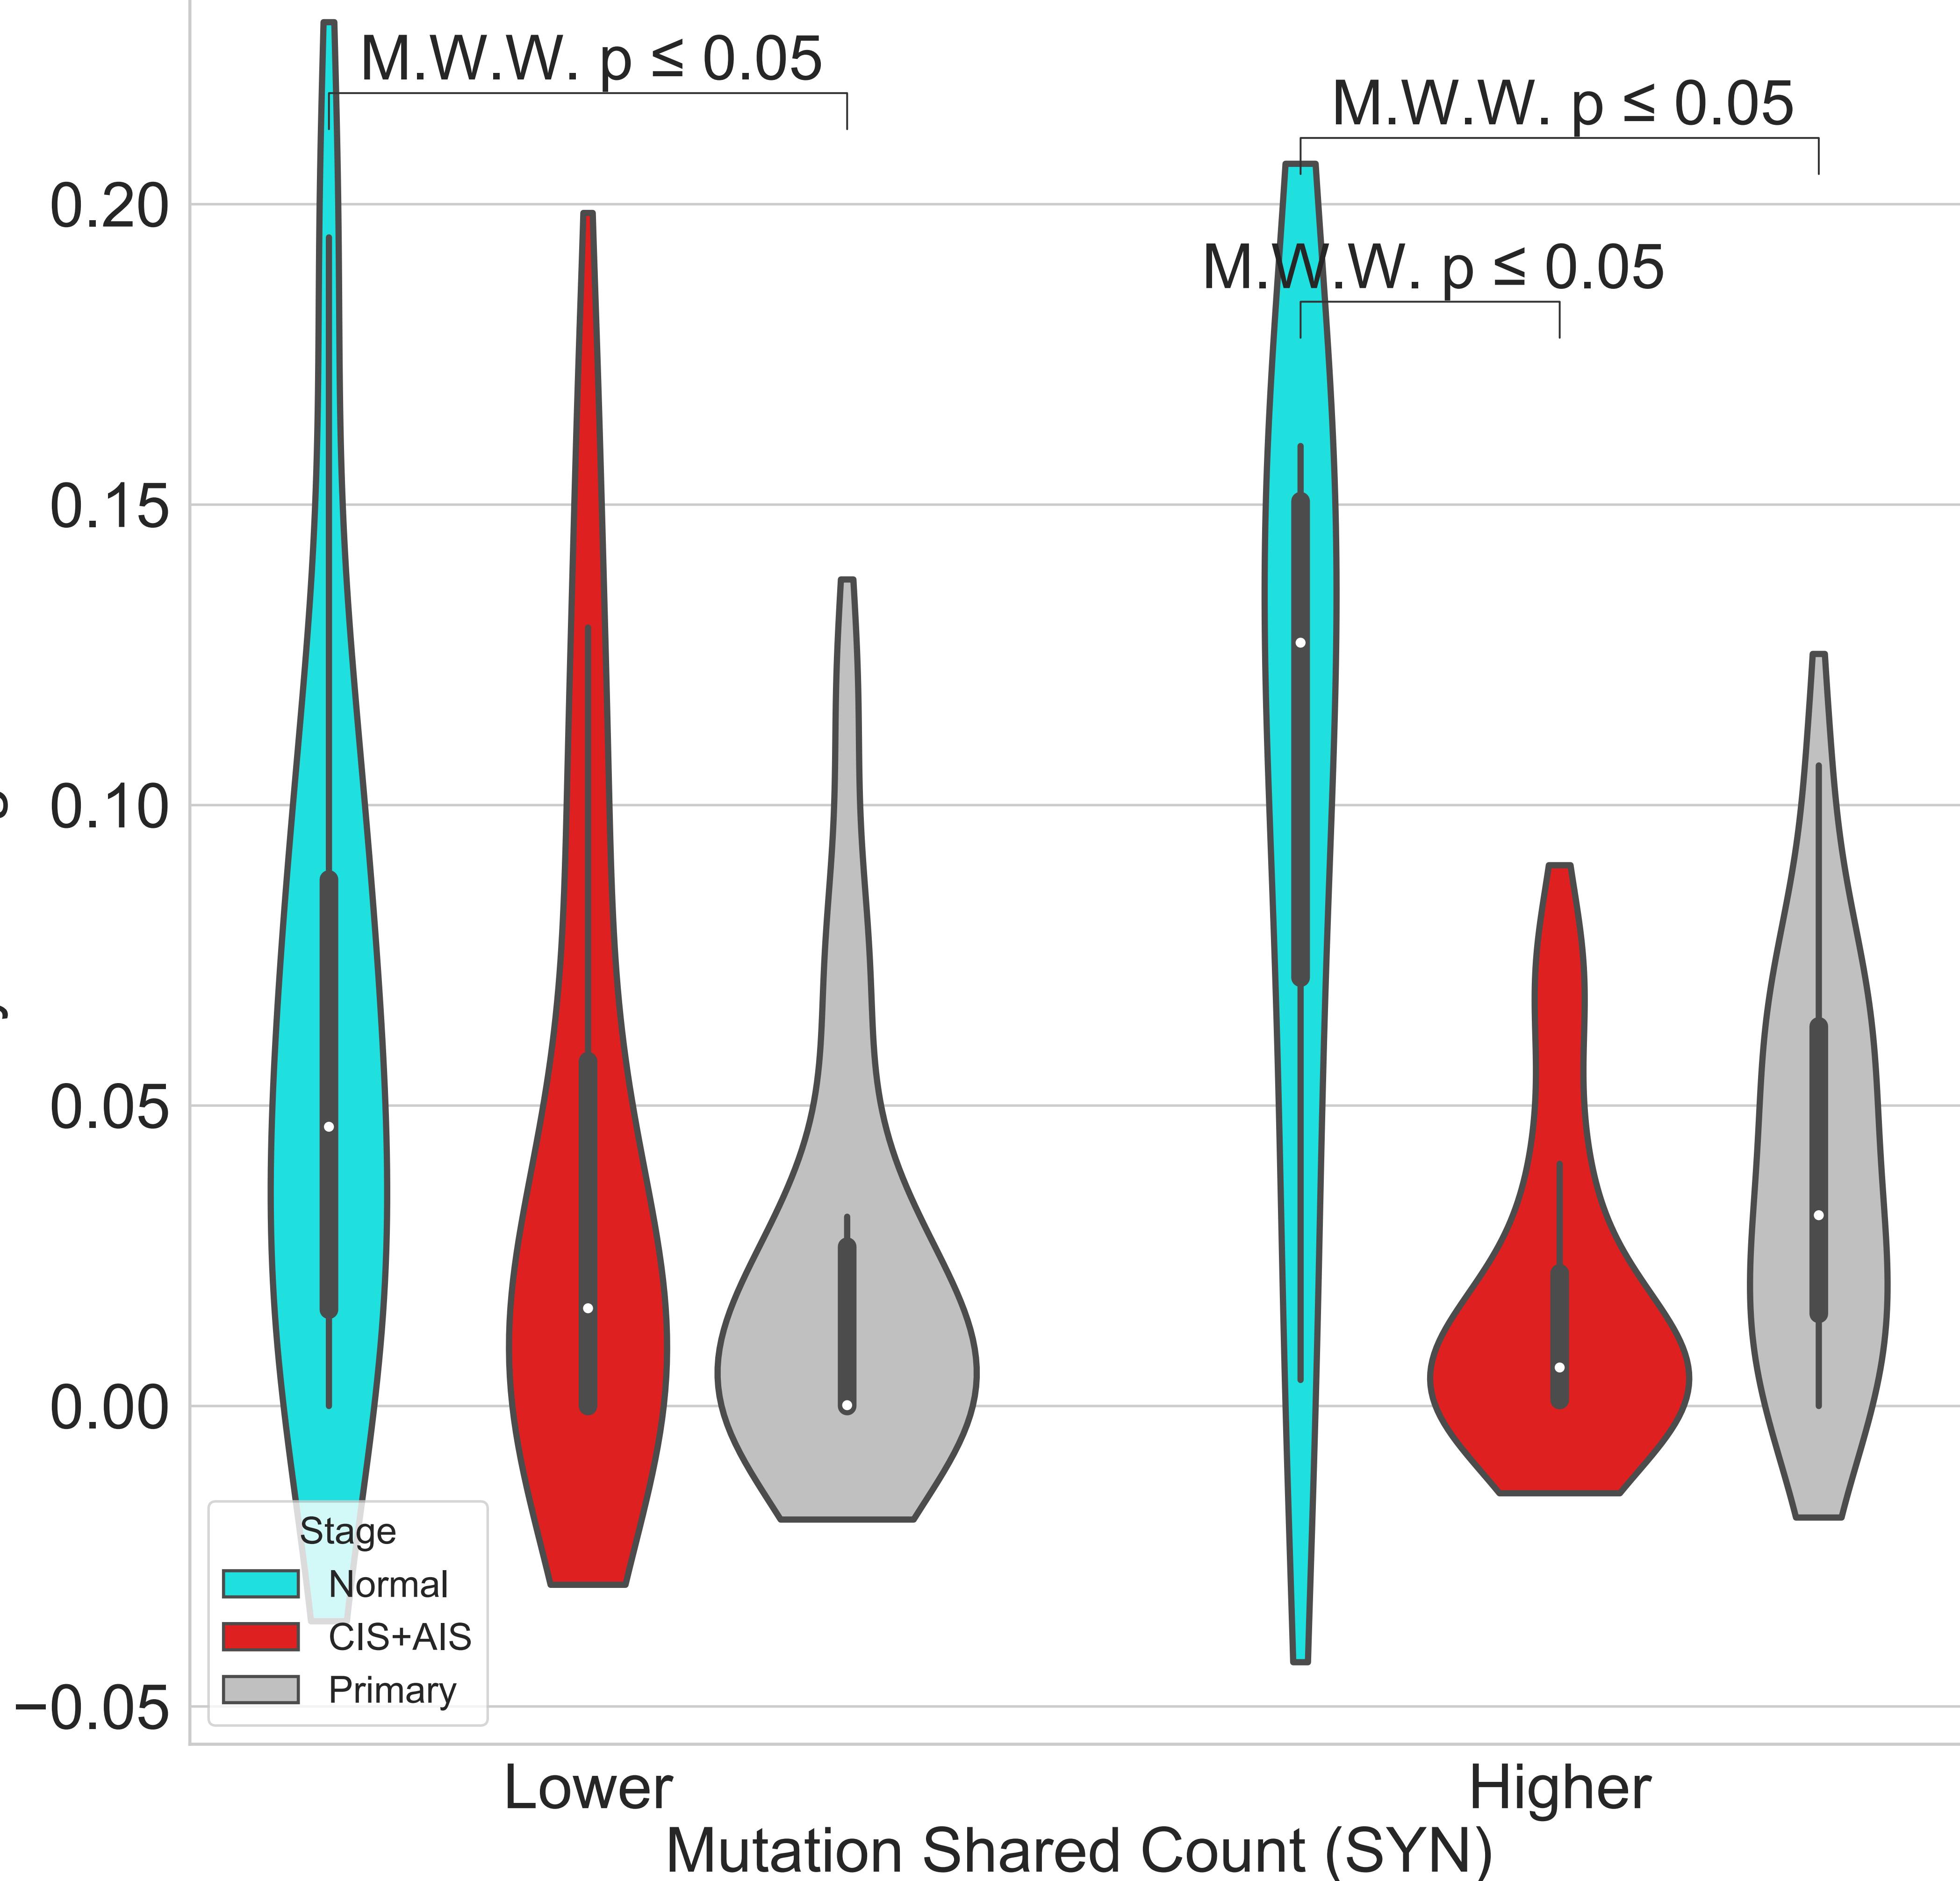 M.W.W. p ≤ 0.05
M.W.W. p ≤ 0.05
0.20
M.W.W. p ≤ 0.05
0.15
0.10
0.05
0.00
−0.05
Stage
Normal
CIS+AIS
Primary
Lower
Higher
Mutation Shared Count (SYN)